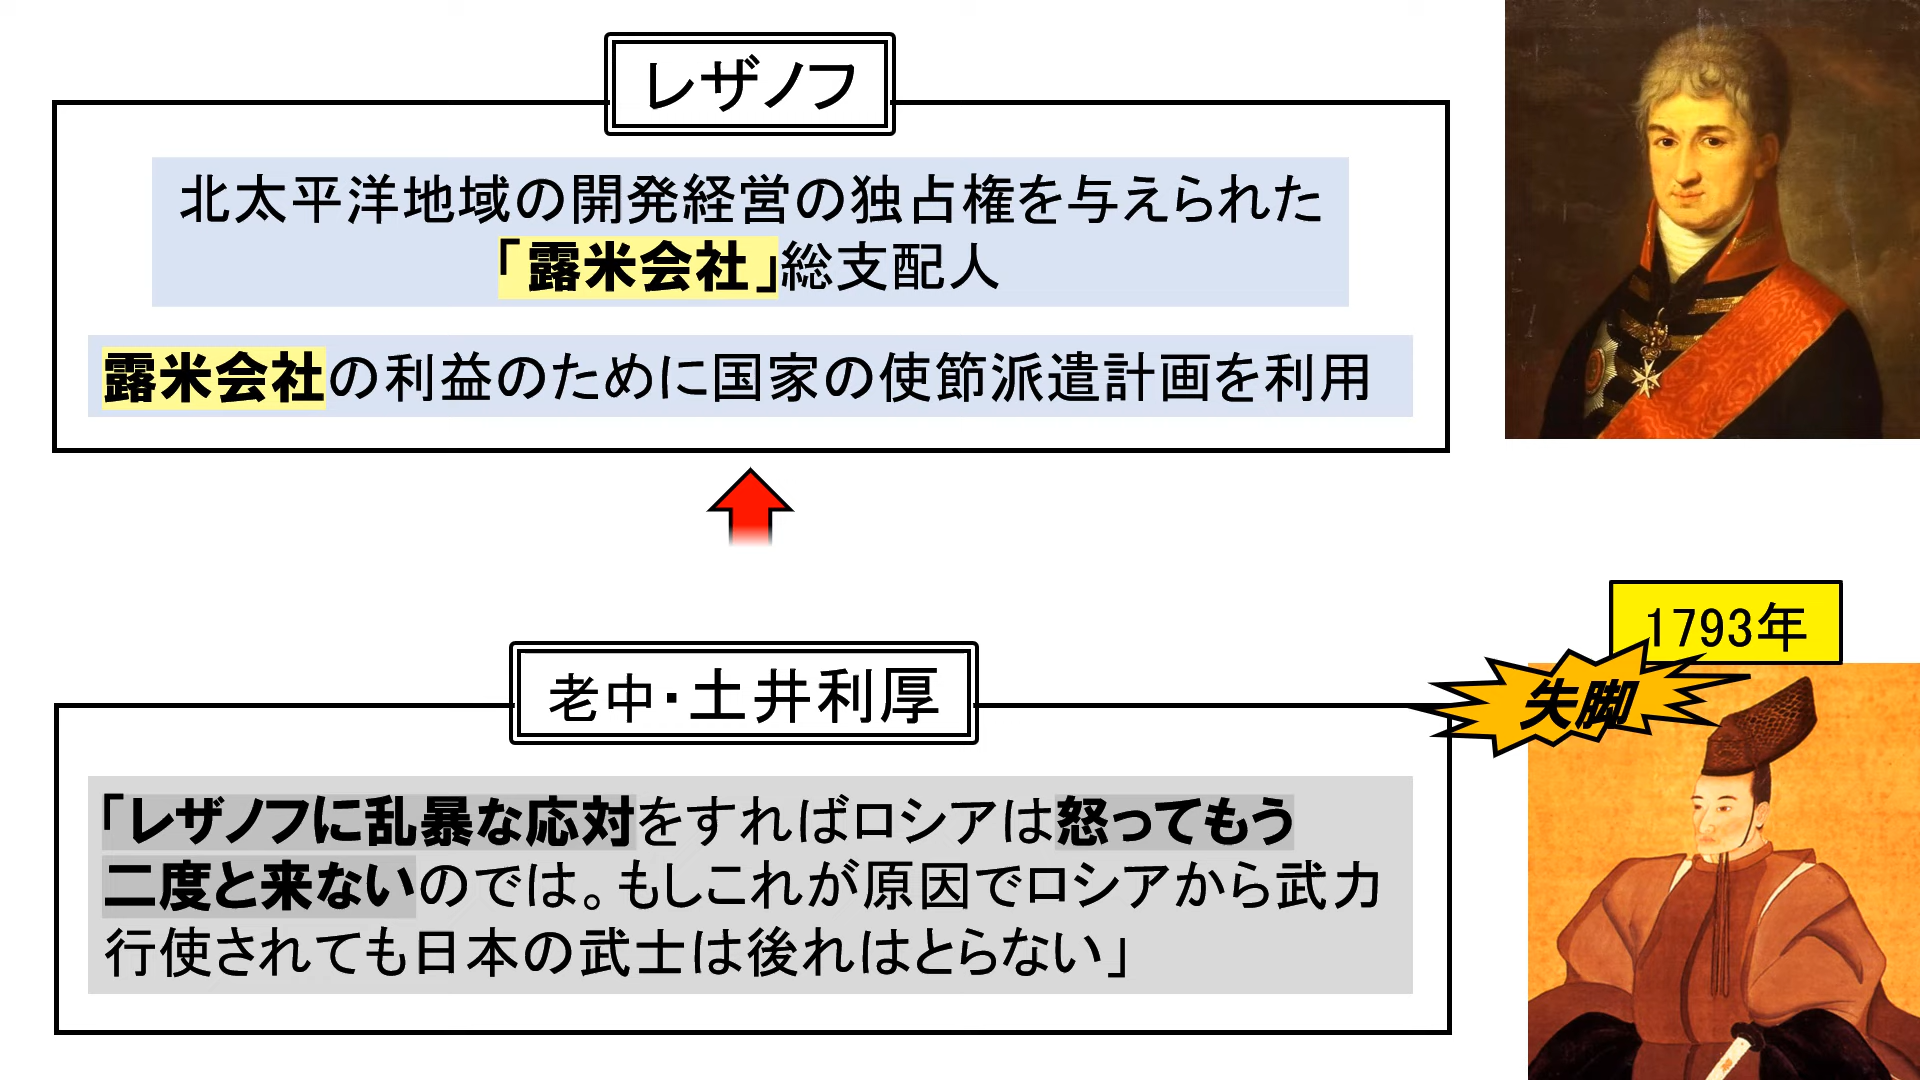 レザノフ
北太平洋地域の開発経営の独占権を与えられた
「露米会社」総支配人
露米会社の利益のために国家の使節派遣計画を利用
1793年
失脚
老中・土井利厚
「レザノフに乱暴な応対をすればロシアは怒ってもう
二度と来ないのでは。もしこれが原因でロシアから武力
行使されても日本の武士は後れはとらない」